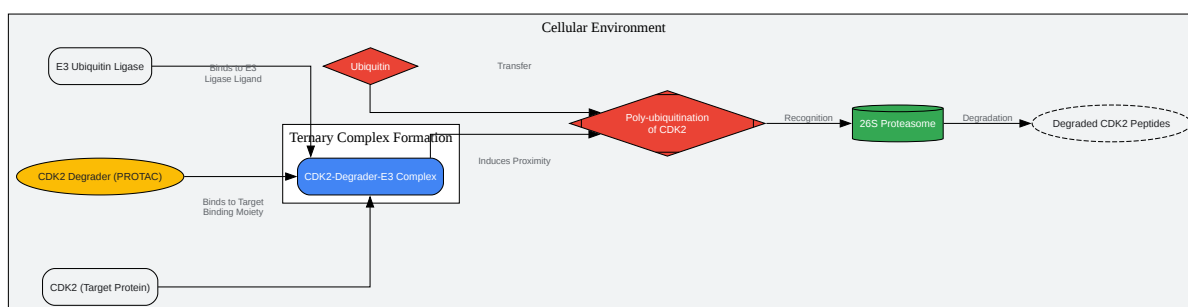 Cellular Environment
E3 Ubiquitin Ligase
Binds to E3
Ligase Ligand
Ubiquitin
Transfer
Poly-ubiquitination
of CDK2
Recognition
26S Proteasome
Degradation
Degraded CDK2 Peptides
Ternary Complex Formation
Induces Proximity
CDK2 Degrader (PROTAC)
CDK2-Degrader-E3 Complex
Binds to Target
Binding Moiety
CDK2 (Target Protein)